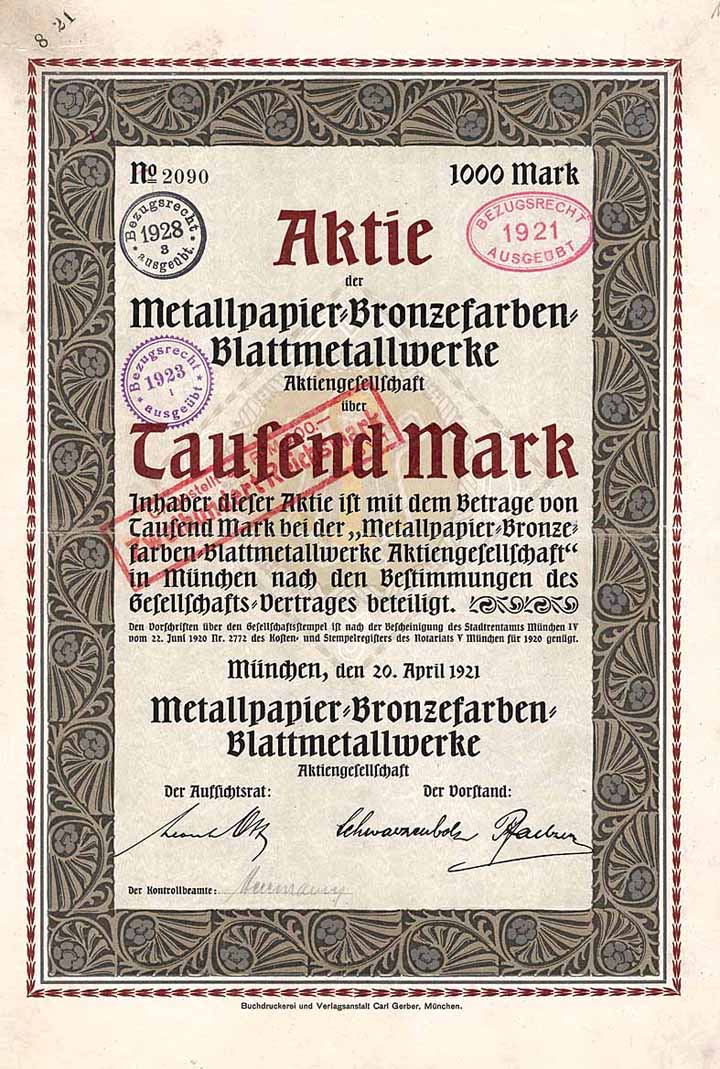 8 21
№ 2090 1000 Mark
Bezugsrecht
1928
3
ausgeübt.
BEZUGSRECHT
1921
AUSGEÜBT
Aktie
der
Metallpapier-Bronzefarben-
Blattmetallwerke
Aktiengesellschaft
Bezugsrecht
1923
I
ausgeübt
über
Tausend Mark
Zweihundert Reichsmark
Inhaber dieser Aktie ist mit dem Betrage von
Tausend Mark bei der „Metallpapier-Bronze-
farben-Blattmetallwerke Aktiengesellschaft“
in München nach den Bestimmungen des
Gesellschafts-Vertrages beteiligt.
Den Vorschriften über den Gesellschaftsstempel ist nach der Bescheinigung des Stadtrentamts München IV
vom 22. Juni 1920 Nr. 2772 des Kosten- und Stempelregisters des Notariats V München für 1920 genügt.
München, den 20. April 1921
Metallpapier-Bronzefarben-
Blattmetallwerke
Aktiengesellschaft
Der Aufsichtsrat: Der Vorstand:
Schwarzenbolz
Der Kontrollbeamte:
Buchdruckerei und Verlagsanstalt Carl Gerber, München.